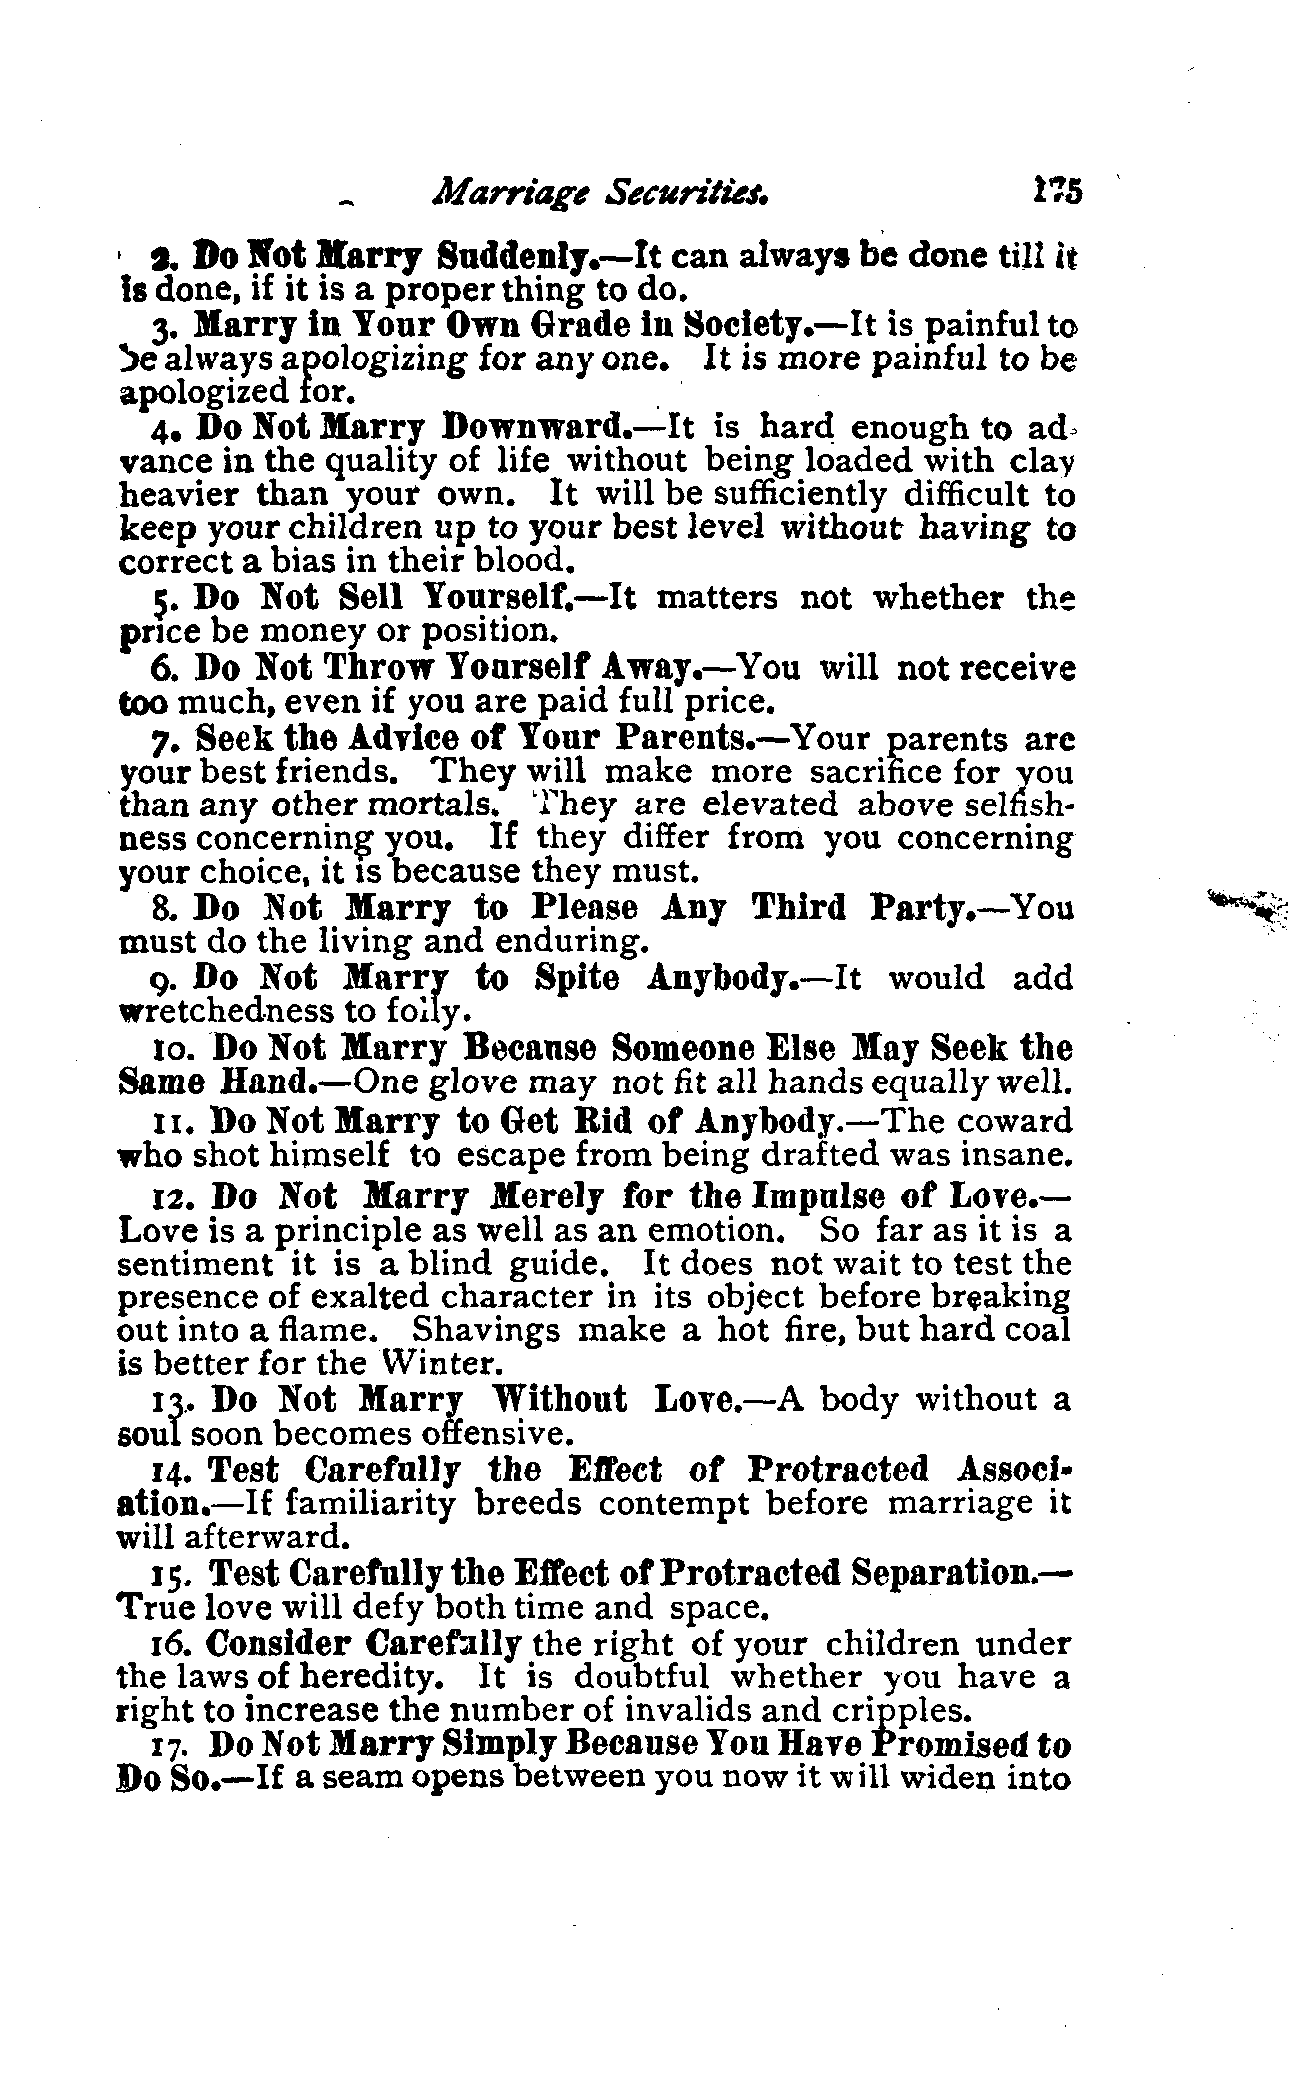 Marriage Securities. 175
2. Do Not Marry Suddenly.—It can always be done till it
is done, if it is a proper thing to do.
3. Marry in Your Own Grade in Society.—It is painful to
be always apologizing for any one. It is more painful to be
apologized for.
4. Do Not Marry Downward.—It is hard enough to ad-
vance in the quality of life without being loaded with clay
heavier than your own. It will be sufficiently difficult to
keep your children up to your best level without having to
correct a bias in their blood.
5. Do Not Sell Yourself.—It matters not whether the
price be money or position.
6. Do Not Throw Yourself Away.—You will not receive
too much, even if you are paid full price.
7. Seek the Advice of Your Parents.—Your parents are
your best friends. They will make more sacrifice for you
than any other mortals. They are elevated above selfish-
ness concerning you. If they differ from you concerning
your choice, it is because they must.
8. Do Not Marry to Please Any Third Party.—You
must do the living and enduring.
9. Do Not Marry to Spite Anybody.—It would add
wretchedness to folly.
10. Do Not Marry Because Someone Else May Seek the
Same Hand.—One glove may not fit all hands equally well.
11. Do Not Marry to Get Rid of Anybody.—The coward
who shot himself to escape from being drafted was insane.
12. Do Not Marry Merely for the Impulse of Love.—
Love is a principle as well as an emotion. So far as it is a
sentiment it is a blind guide. It does not wait to test the
presence of exalted character in its object before breaking
out into a flame. Shavings make a hot fire, but hard coal
is better for the Winter.
13. Do Not Marry Without Love.—A body without a
soul soon becomes offensive.
14. Test Carefully the Effect of Protracted Associ-
ation.—If familiarity breeds contempt before marriage it
will afterward.
15. Test Carefully the Effect of Protracted Separation.—
True love will defy both time and space.
16. Consider Carefully the right of your children under
the laws of heredity. It is doubtful whether you have a
right to increase the number of invalids and cripples.
17. Do Not Marry Simply Because You Have Promised to
Do So.—If a seam opens between you now it will widen into